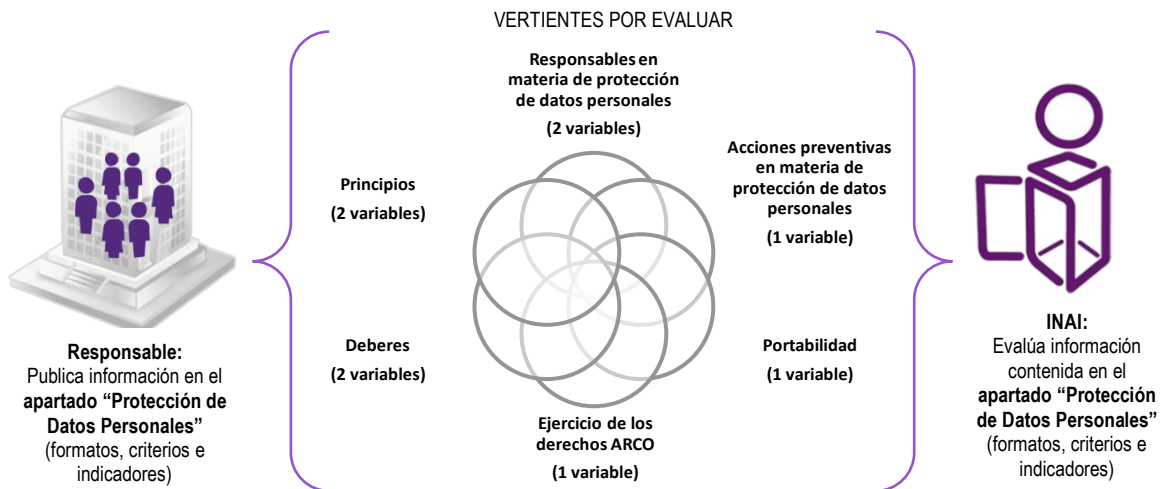 VERTIENTES POR EVALUAR
Responsables en
materia de protección
de datos personales
(2 variables)
Acciones preventivas
en materia de
protección de datos
personales
(1 variable)
Principios
(2 variables)
Deberes
(2 variables)
Portabilidad
(1 variable)
Ejercicio de los
derechos ARCO
(1 variable)
Responsable:
Publica información en el
apartado “Protección de
Datos Personales”
(formatos, criterios e
indicadores)
INAI:
Evalúa información
contenida en el
apartado “Protección
de Datos Personales”
(formatos, criterios e
indicadores)